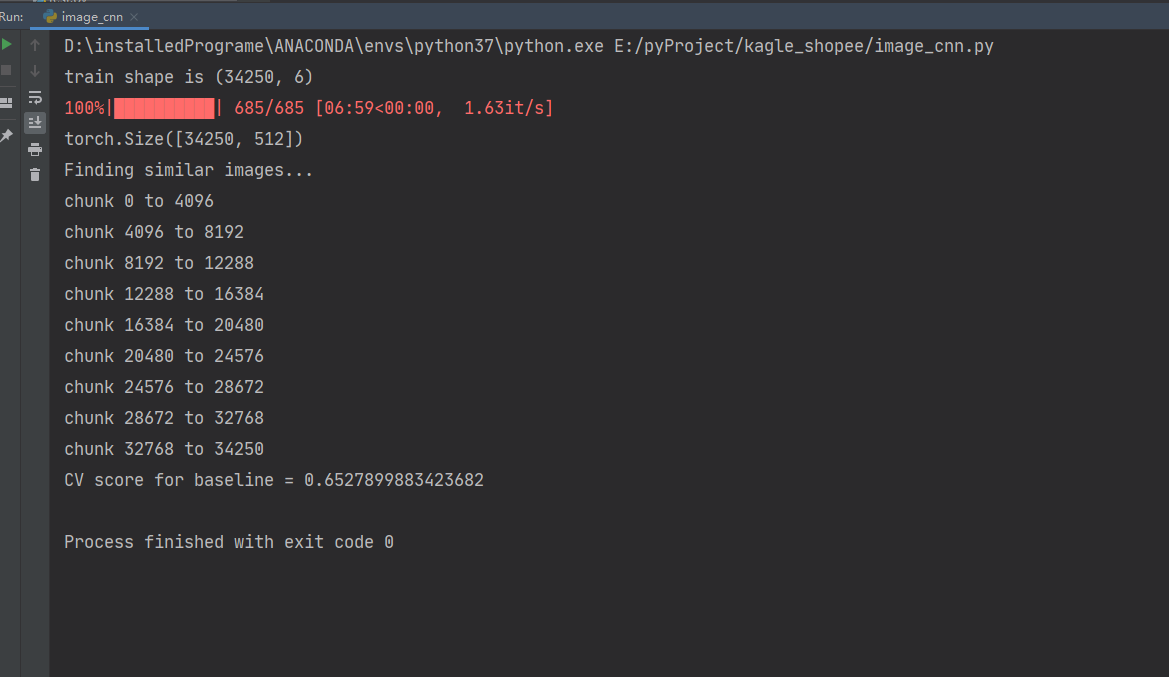 Run: image_cnn
D:\installedPrograme\ANACONDA\envs\python37\python.exe E:/pyProject/kagle_shopee/image_cnn.py
train shape is (34250, 6)
100%|██████████| 685/685 [06:59<00:00,  1.63it/s]
torch.Size([34250, 512])
Finding similar images...
chunk 0 to 4096
chunk 4096 to 8192
chunk 8192 to 12288
chunk 12288 to 16384
chunk 16384 to 20480
chunk 20480 to 24576
chunk 24576 to 28672
chunk 28672 to 32768
chunk 32768 to 34250
CV score for baseline = 0.6527899883423682
Process finished with exit code 0